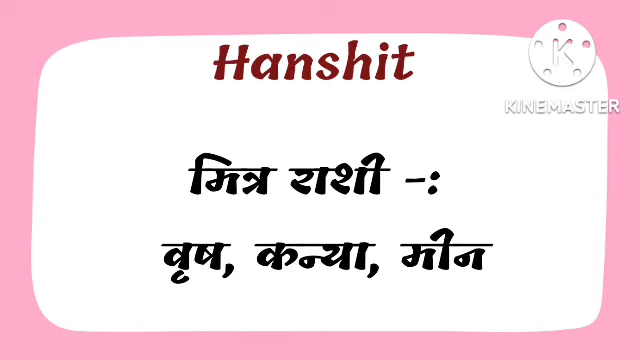 Hanshit
KINEMASTER
मित्र राशी -:
वृष, कन्या, मीन